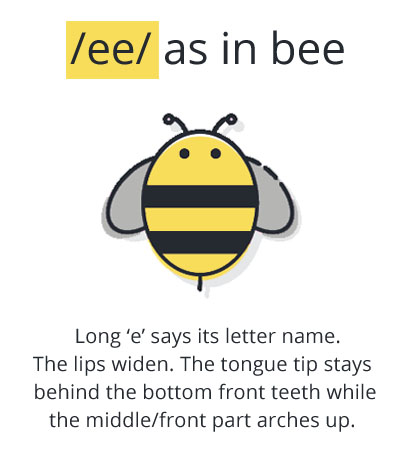 /ee/ as in bee
Long ‘e’ says its letter name.
The lips widen. The tongue tip stays
behind the bottom front teeth while
the middle/front part arches up.